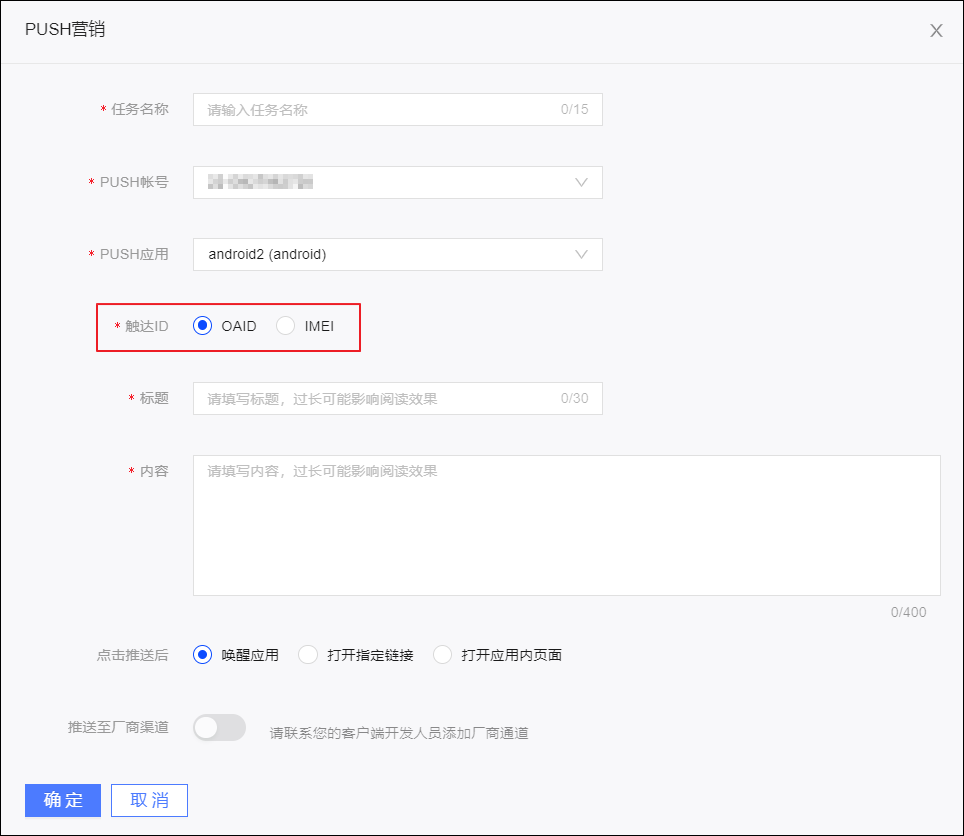 PUSH营销
* 任务名称 请输入任务名称 0/15
* PUSH帐号
* PUSH应用 android2 (android)
* 触达ID OAID IMEI
* 标题 请填写标题，过长可能影响阅读效果 0/30
* 内容 请填写内容，过长可能影响阅读效果
0/400
点击推送后 唤醒应用 打开指定链接 打开应用内页面
推送至厂商渠道 请联系您的客户端开发人员添加厂商通道
确 定 取 消